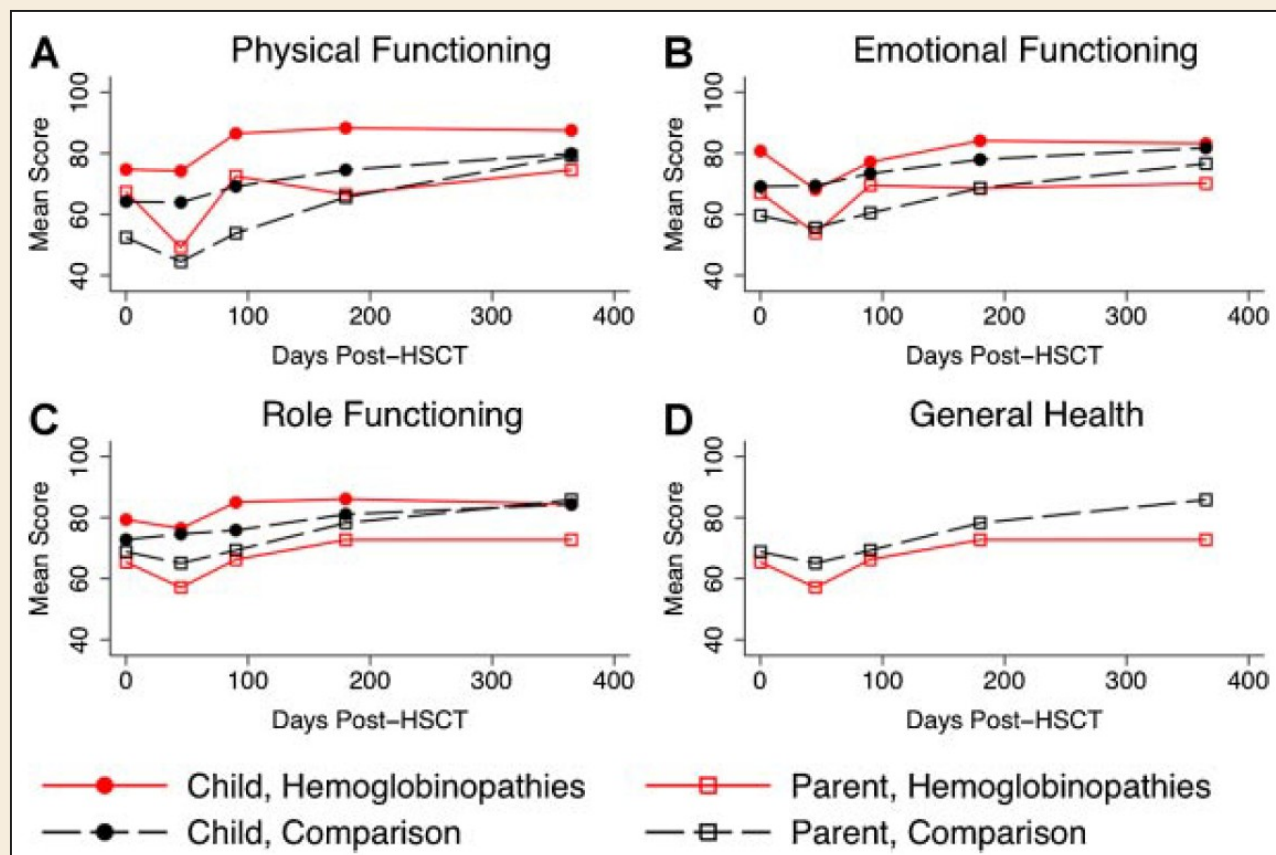 A Physical Functioning
Mean Score
100
80
60
40
0 100 200 300 400
Days Post–HSCT
B Emotional Functioning
Mean Score
100
80
60
40
0 100 200 300 400
Days Post–HSCT
C Role Functioning
Mean Score
100
80
60
40
0 100 200 300 400
Days Post–HSCT
D General Health
Mean Score
100
80
60
40
0 100 200 300 400
Days Post–HSCT
Child, Hemoglobinopathies
Parent, Hemoglobinopathies
Child, Comparison
Parent, Comparison